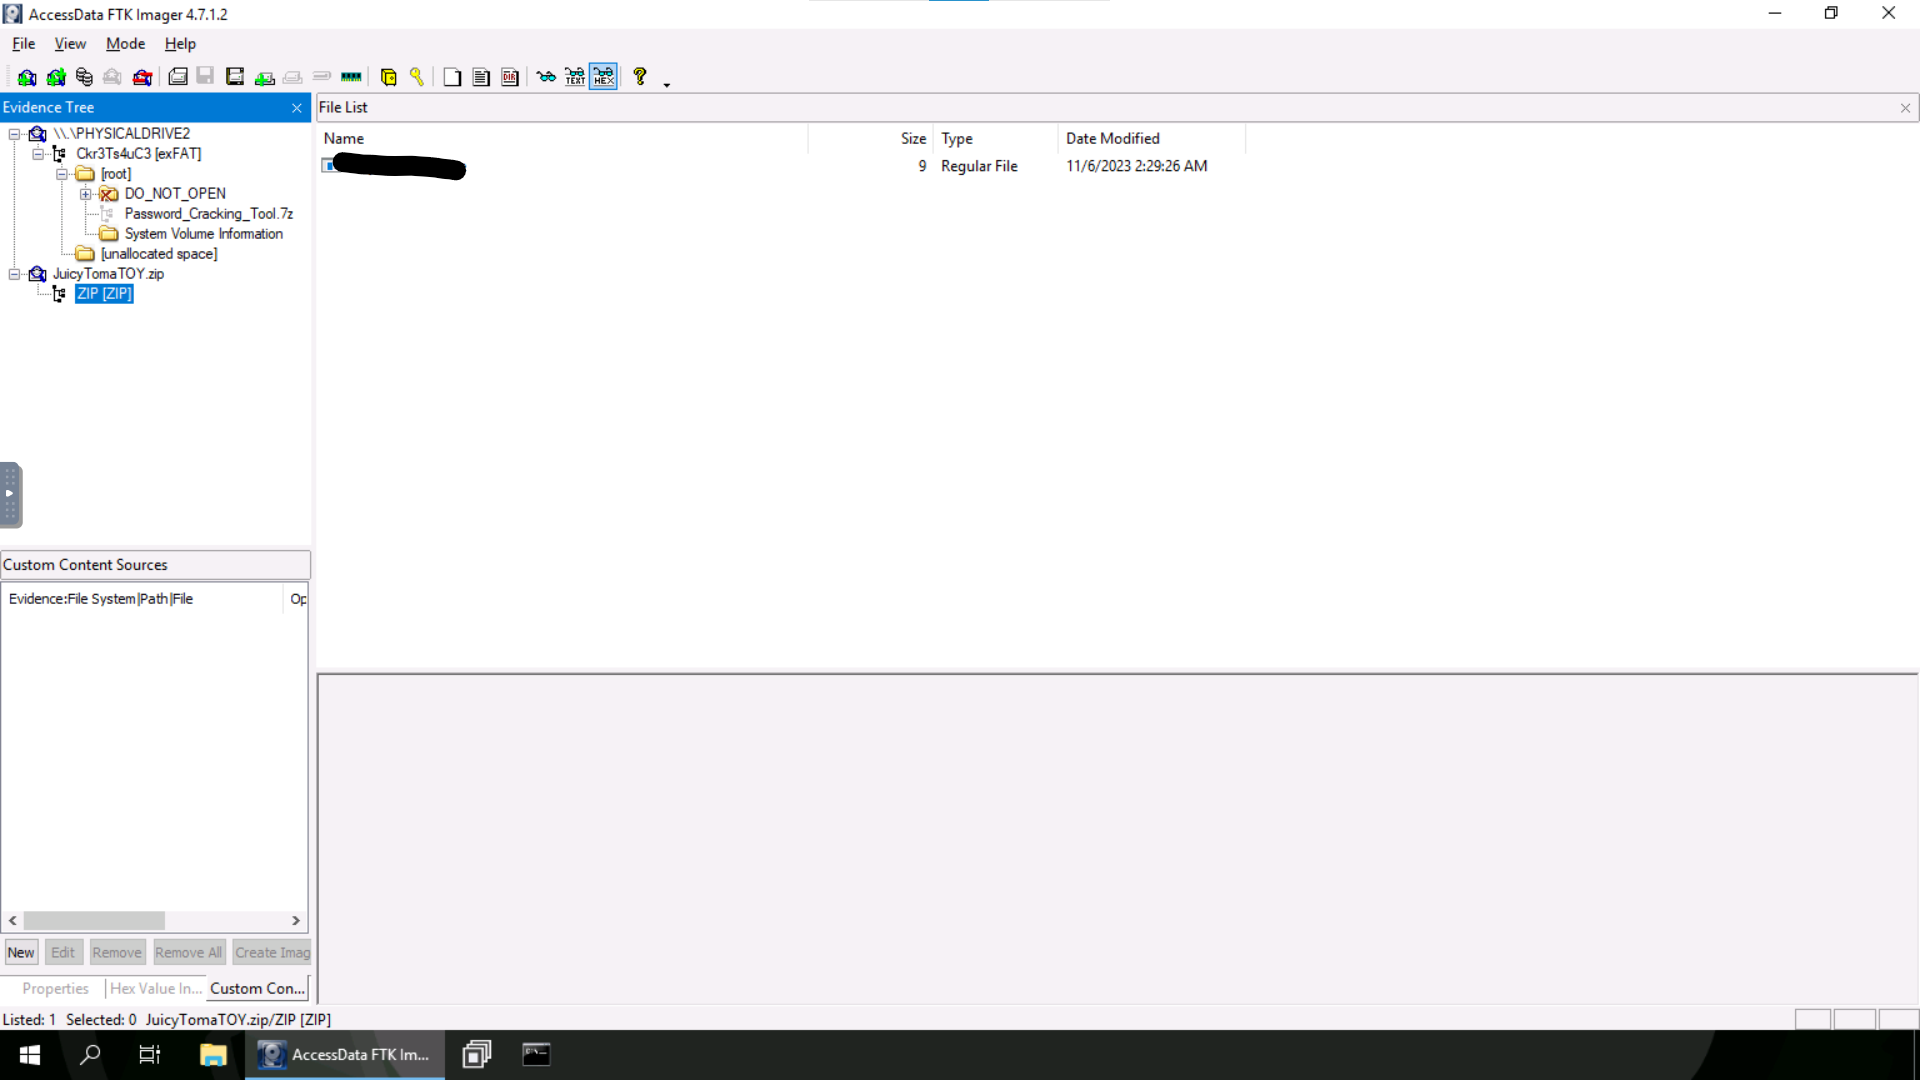 AccessData FTK Imager 4.7.1.2
File View Mode Help
TEXT HEX
Evidence Tree
\\.\PHYSICALDRIVE2
Ckr3Ts4uC3 [exFAT]
[root]
DO_NOT_OPEN
Password_Cracking_Tool.7z
System Volume Information
[unallocated space]
JuicyTomaTOY.zip
ZIP [ZIP]
File List
Name Size Type Date Modified
9 Regular File 11/6/2023 2:29:26 AM
Custom Content Sources
Evidence:File System|Path|File Op
New Edit Remove Remove All Create Imag
Properties Hex Value In... Custom Con...
Listed: 1 Selected: 0 JuicyTomaTOY.zip/ZIP [ZIP]
AccessData FTK Im...